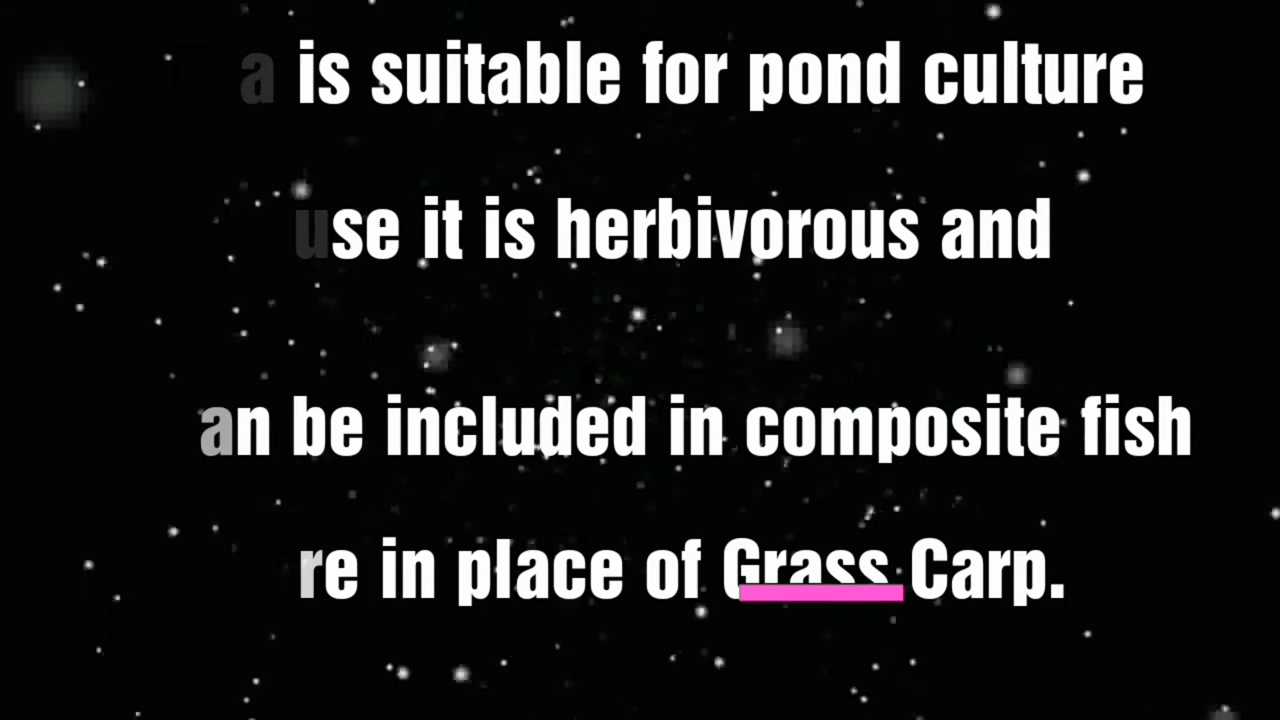 a is suitable for pond culture
use it is herbivorous and
an be included in composite fish
re in place of Grass Carp.